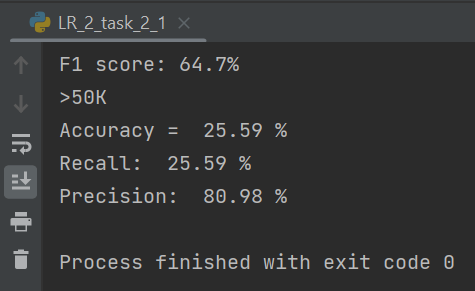 LR_2_task_2_1
F1 score: 64.7%
>50K
Accuracy =  25.59 %
Recall:  25.59 %
Precision:  80.98 %
Process finished with exit code 0